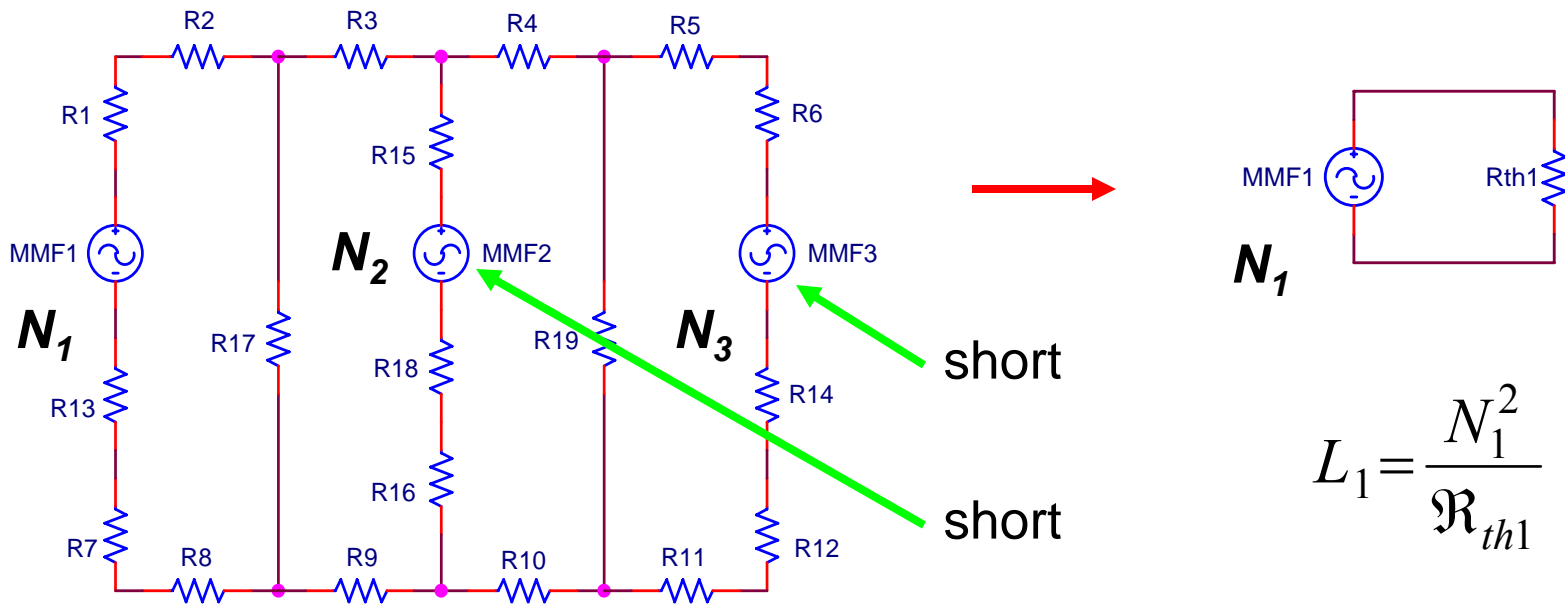 R2
R3
R4
R5
R1
R6
R15
MMF1
N2
MMF2
MMF3
N1
R17
R18
R19
N3
short
R13
R14
R16
R7
R8
R9
R10
R11
R12
short
MMF1
Rth1
N1
L1 = N1^2 / ℜth1